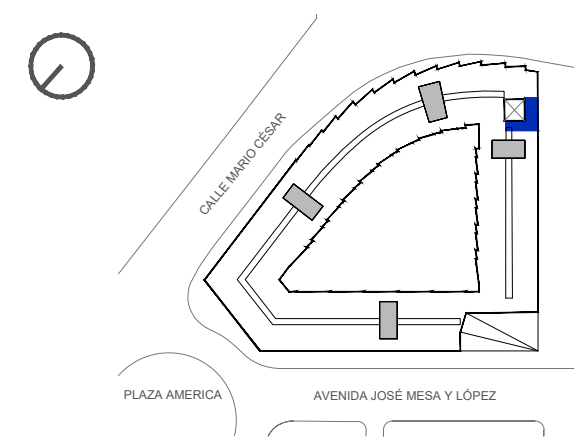 CALLE MARIO CÉSAR
PLAZA AMERICA
AVENIDA JOSÉ MESA Y LÓPEZ